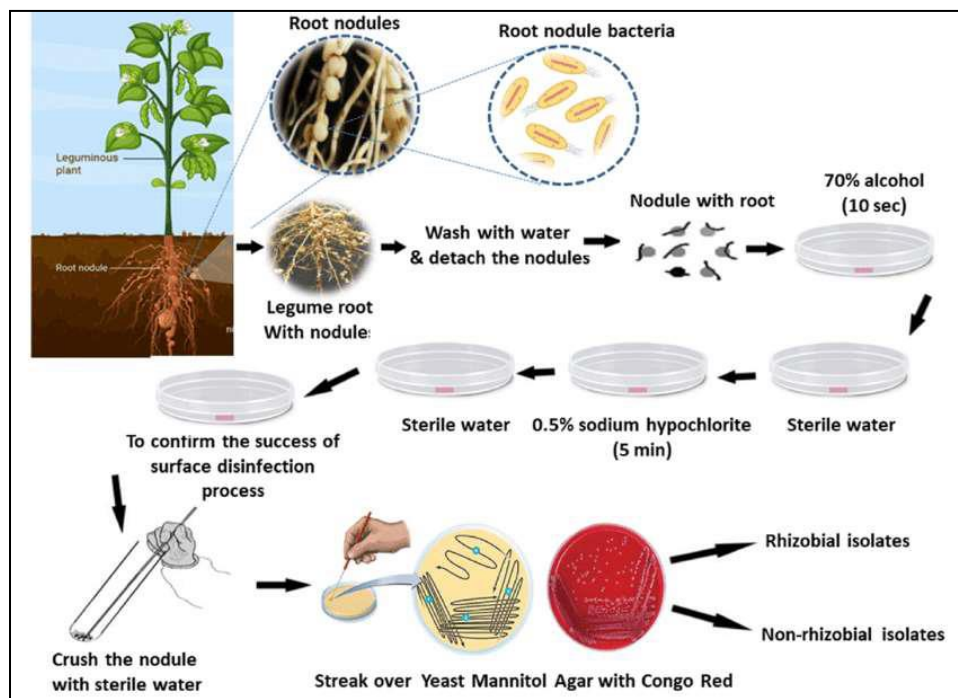 Root nodules
Root nodule bacteria
Leguminous
plant
Root nodule
Legume root
With nodules
Wash with water
& detach the nodules
Nodule with root
70% alcohol
(10 sec)
Sterile water
0.5% sodium hypochlorite
(5 min)
Sterile water
To confirm the success of
surface disinfection
process
Crush the nodule
with sterile water
Streak over Yeast Mannitol Agar with Congo Red
Rhizobial isolates
Non-rhizobial isolates